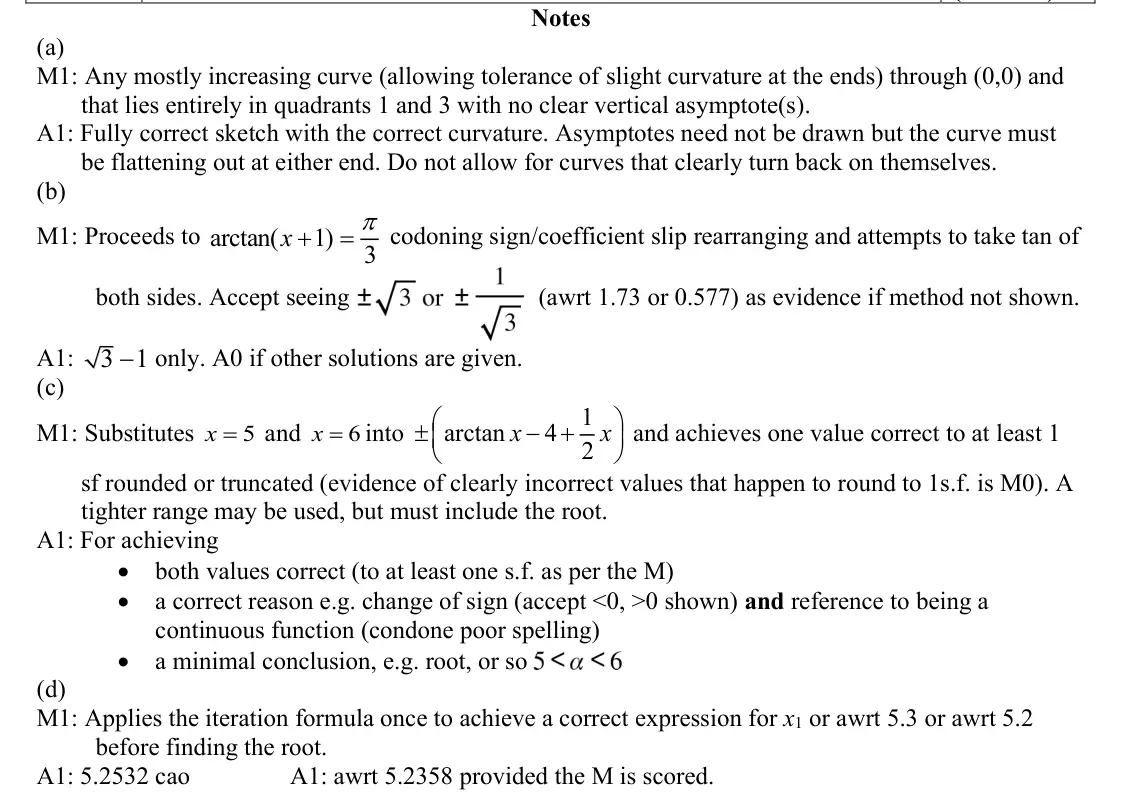 Notes
(a)
M1: Any mostly increasing curve (allowing tolerance of slight curvature at the ends) through (0,0) and
that lies entirely in quadrants 1 and 3 with no clear vertical asymptote(s).
A1: Fully correct sketch with the correct curvature. Asymptotes need not be drawn but the curve must
be flattening out at either end. Do not allow for curves that clearly turn back on themselves.
(b)
M1: Proceeds to arctan(x + 1) = π/3 codoning sign/coefficient slip rearranging and attempts to take tan of
both sides. Accept seeing ±√3 or ± 1/√3 (awrt 1.73 or 0.577) as evidence if method not shown.
A1: √3 – 1 only. A0 if other solutions are given.
(c)
M1: Substitutes x = 5 and x = 6 into ±(arctan x – 4 + 1/2 x) and achieves one value correct to at least 1
sf rounded or truncated (evidence of clearly incorrect values that happen to round to 1s.f. is M0). A
tighter range may be used, but must include the root.
A1: For achieving
• both values correct (to at least one s.f. as per the M)
• a correct reason e.g. change of sign (accept <0, >0 shown) and reference to being a
continuous function (condone poor spelling)
• a minimal conclusion, e.g. root, or so 5 < α < 6
(d)
M1: Applies the iteration formula once to achieve a correct expression for x₁ or awrt 5.3 or awrt 5.2
before finding the root.
A1: 5.2532 cao A1: awrt 5.2358 provided the M is scored.